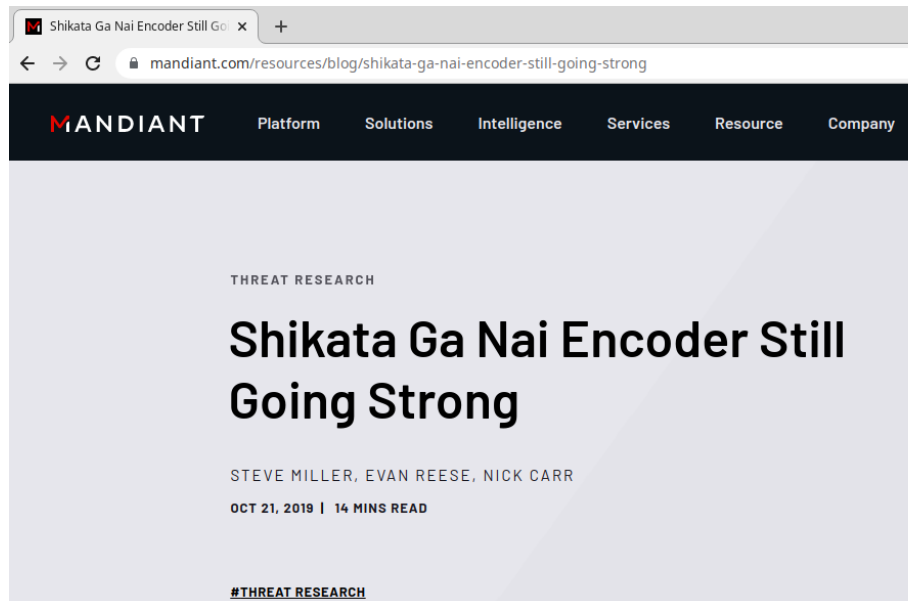 Shikata Ga Nai Encoder Still Go
mandiant.com/resources/blog/shikata-ga-nai-encoder-still-going-strong
MANDIANT Platform Solutions Intelligence Services Resource Company
THREAT RESEARCH
Shikata Ga Nai Encoder Still
Going Strong
STEVE MILLER, EVAN REESE, NICK CARR
OCT 21, 2019 | 14 MINS READ
#THREAT RESEARCH